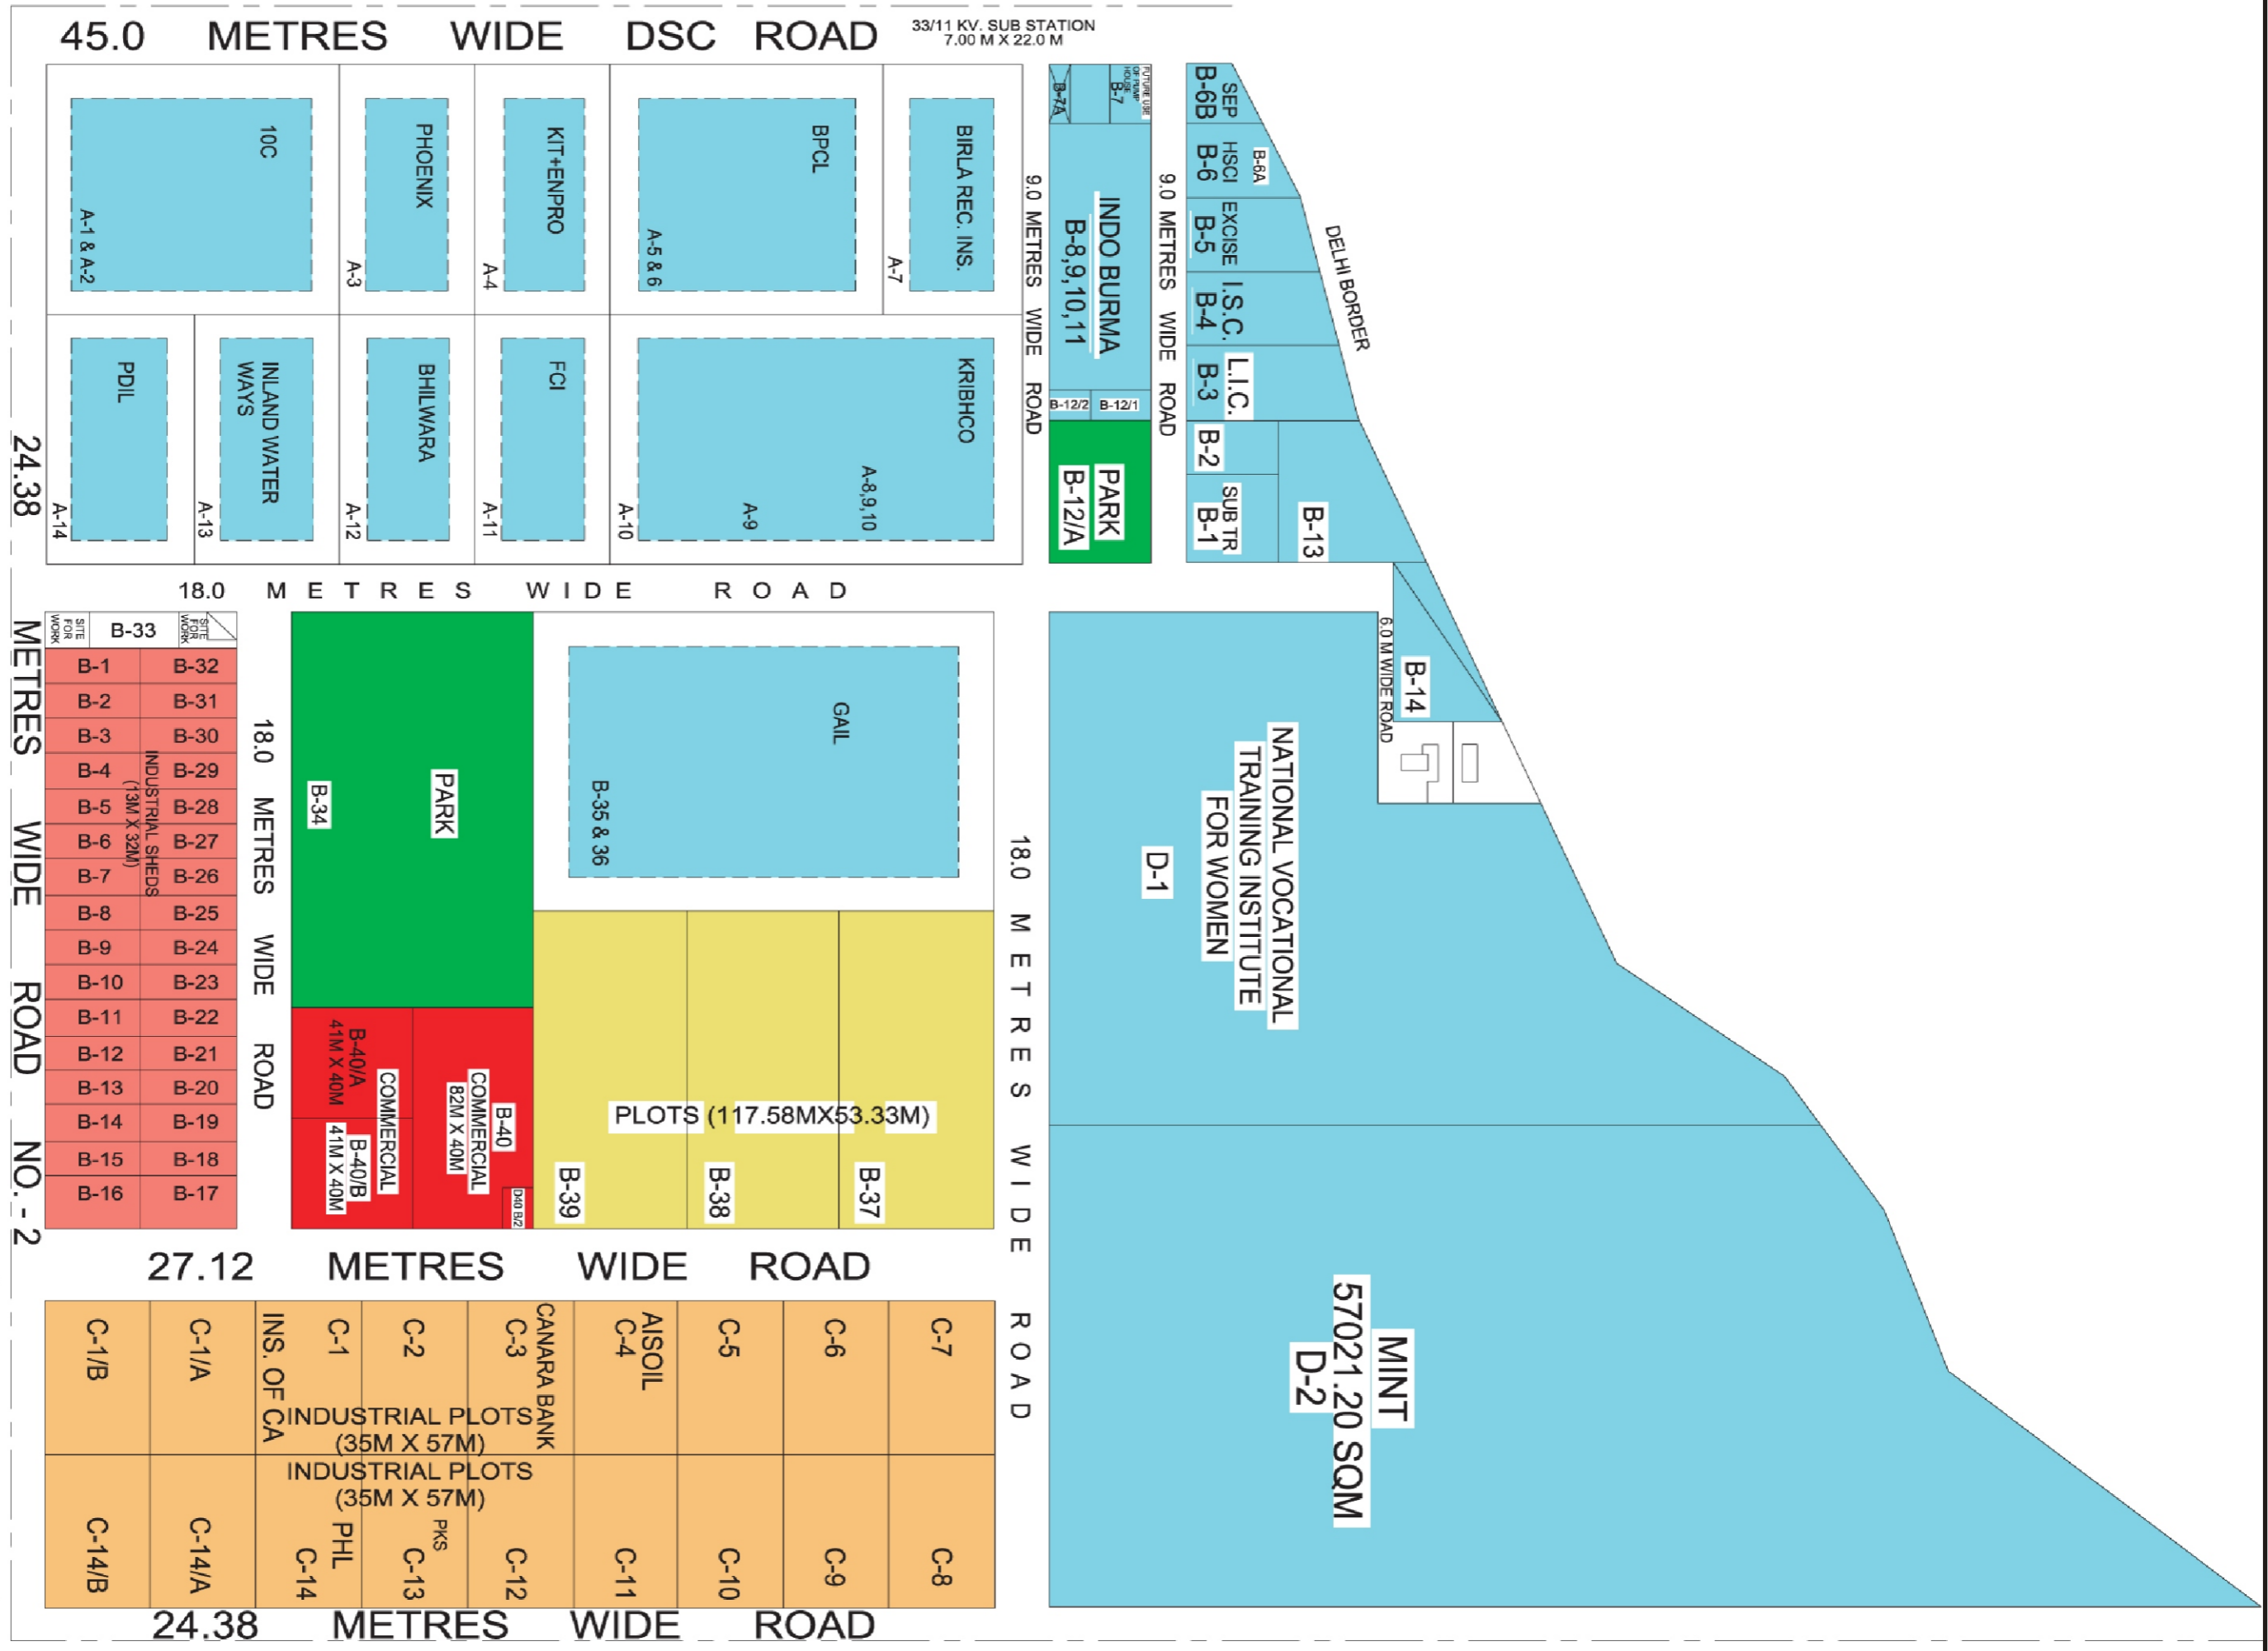 45.0 METRES WIDE DSC ROAD
33/11 KV. SUB STATION
7.00 M X 22.0 M
10C
A-1 & A-2
PHOENIX
A-3
KIT+ENPRO
A-4
BPCL
A-5 & 6
BIRLA REC. INS.
A-7
PDIL
A-14
INLAND WATER
WAYS
A-13
BHILWARA
A-12
FCI
A-11
KRIBHCO
A-8,9,10
A-9
A-10
9.0 METRES WIDE ROAD
B-7A
FUTURE USE
OF PUMP
HOUSE
B-7
INDO BURMA
B-8,9,10,11
B-12/2
B-12/1
PARK
B-12/A
9.0 METRES WIDE ROAD
SEP
B-6B
B-6A
HSCI
B-6
EXCISE
B-5
I.S.C.
B-4
L.I.C.
B-3
B-2
SUB TR
B-1
B-13
DELHI BORDER
24.38 METRES WIDE ROAD NO. - 2
18.0 METRES WIDE ROAD
SITE
FOR
WORK
B-33
SITE
FOR
WORK
B-1 B-32
B-2 B-31
B-3 B-30
B-4 B-29
B-5 B-28
B-6 B-27
B-7 B-26
B-8 B-25
B-9 B-24
B-10 B-23
B-11 B-22
B-12 B-21
B-13 B-20
B-14 B-19
B-15 B-18
B-16 B-17
INDUSTRIAL SHEDS
(13M X 32M)
18.0 METRES WIDE ROAD
PARK
B-34
GAIL
B-35 & 36
B-40/A
41M X 40M
COMMERCIAL
B-40/B
41M X 40M
B-40
COMMERCIAL
82M X 40M
D40 B/2
PLOTS (117.58MX53.33M)
B-39
B-38
B-37
18.0 METRES WIDE ROAD
6.0 M WIDE ROAD
B-14
NATIONAL VOCATIONAL
TRAINING INSTITUTE
FOR WOMEN
D-1
MINT
57021.20 SQM
D-2
27.12 METRES WIDE ROAD
C-1/B
C-1/A
INS. OF CA
C-1
C-2
C-3
CANARA BANK
AISOIL
C-4
C-5
C-6
C-7
INDUSTRIAL PLOTS
(35M X 57M)
INDUSTRIAL PLOTS
(35M X 57M)
C-14/B
C-14/A
PHL
C-14
PKS
C-13
C-12
C-11
C-10
C-9
C-8
24.38 METRES WIDE ROAD